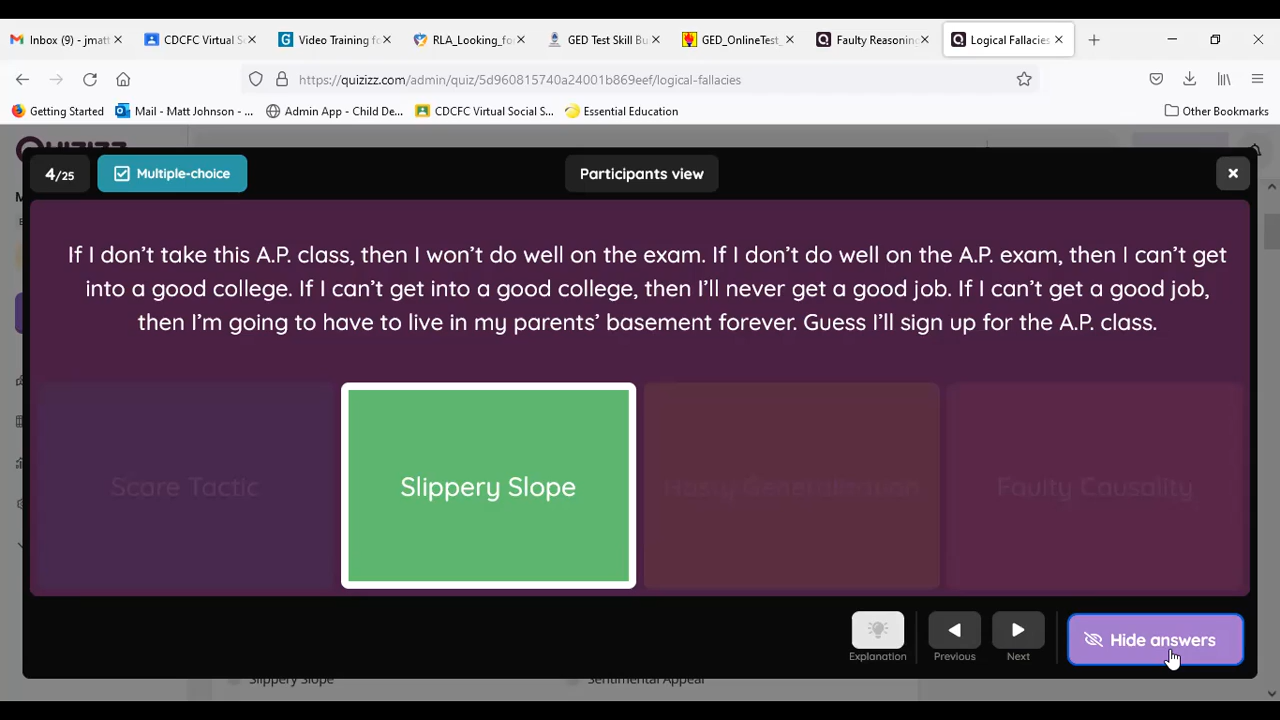 Inbox (9) - jmatt
CDCFC Virtual S
Video Training fo
RLA_Looking_fo
GED Test Skill Bu
GED_OnlineTest_
Faulty Reasoning
Logical Fallacies
https://quizizz.com/admin/quiz/5d960815740a24001b869eef/logical-fallacies
Getting Started
Mail - Matt Johnson - ...
Admin App - Child De...
CDCFC Virtual Social S...
Essential Education
Other Bookmarks
4/25
Multiple-choice
Participants view
If I don’t take this A.P. class, then I won’t do well on the exam. If I don’t do well on the A.P. exam, then I can’t get
into a good college. If I can’t get into a good college, then I’ll never get a good job. If I can’t get a good job,
then I’m going to have to live in my parents’ basement forever. Guess I’ll sign up for the A.P. class.
Scare Tactic
Slippery Slope
Hasty Generalization
Faulty Causality
Explanation
Previous
Next
Hide answers
Slippery Slope
Sentimental Appeal